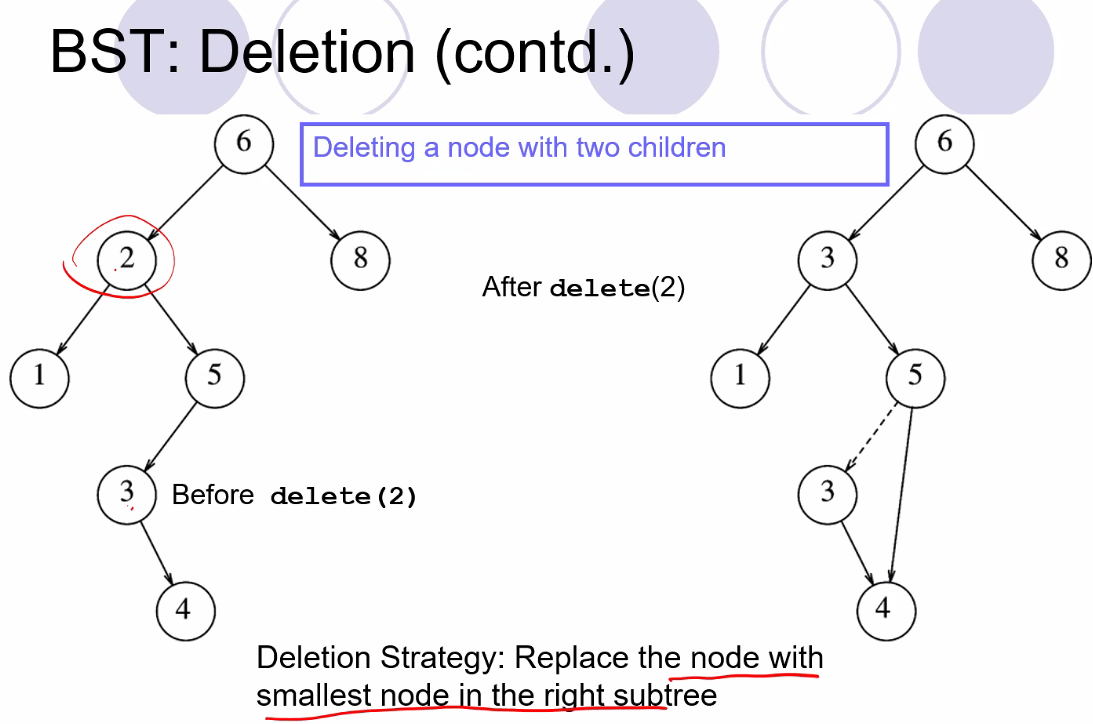 BST: Deletion (contd.)
Deleting a node with two children
6
6
2
8
3
8
After delete(2)
1
5
1
5
3
Before delete(2)
3
4
4
Deletion Strategy: Replace the node with
smallest node in the right subtree